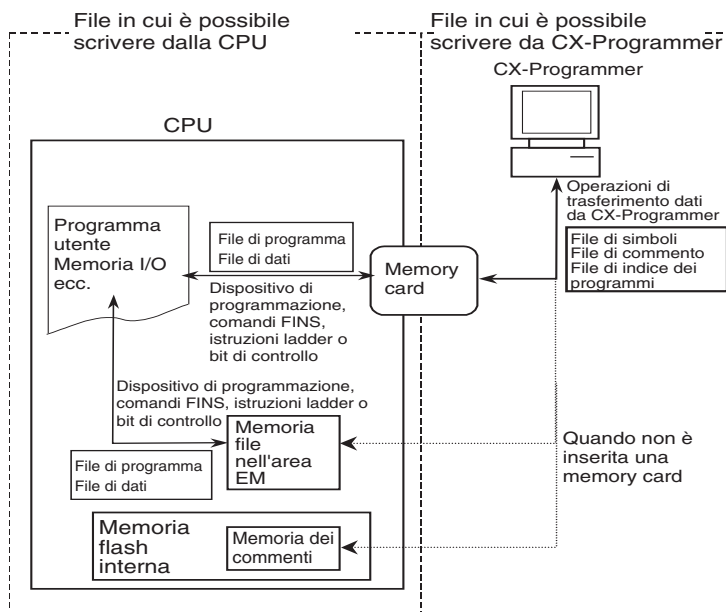 File in cui è possibile
scrivere dalla CPU
File in cui è possibile
scrivere da CX-Programmer
CX-Programmer
CPU
Operazioni di
trasferimento dati
da CX-Programmer
File di simboli
File di commento
File di indice dei
programmi
Programma
utente
Memoria I/O
ecc.
File di programma
File di dati
Memory
card
Dispositivo di
programmazione,
comandi FINS,
istruzioni ladder o
bit di controllo
Dispositivo di programmazione,
comandi FINS, istruzioni ladder o
bit di controllo
Memoria
file
nell'area
EM
File di programma
File di dati
Quando non è
inserita una
memory card
Memoria
flash
interna
Memoria dei
commenti